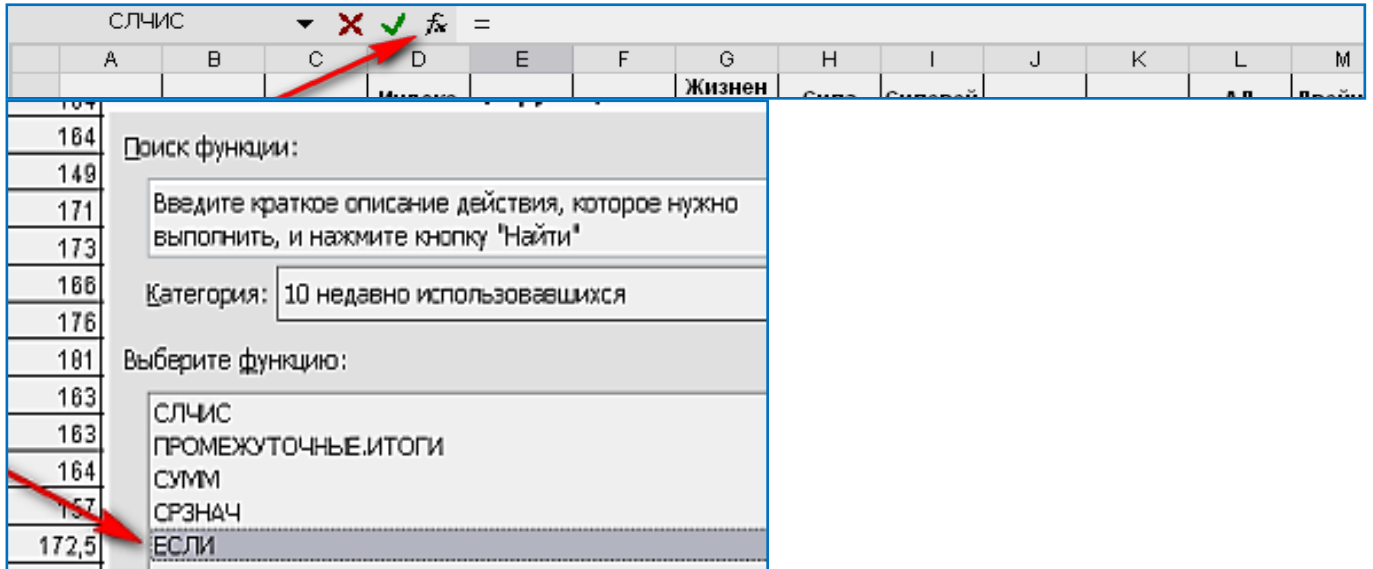 СЛЧИС fx =
A B C D E F G H I J K L M
Жизнен
164
149
171
173
166
176
181
163
163
164
157
172,5
Поиск функции:
Введите краткое описание действия, которое нужно
выполнить, и нажмите кнопку "Найти"
Категория: 10 недавно использовавшихся
Выберите функцию:
СЛЧИС
ПРОМЕЖУТОЧНЫЕ.ИТОГИ
СУММ
СРЗНАЧ
ЕСЛИ